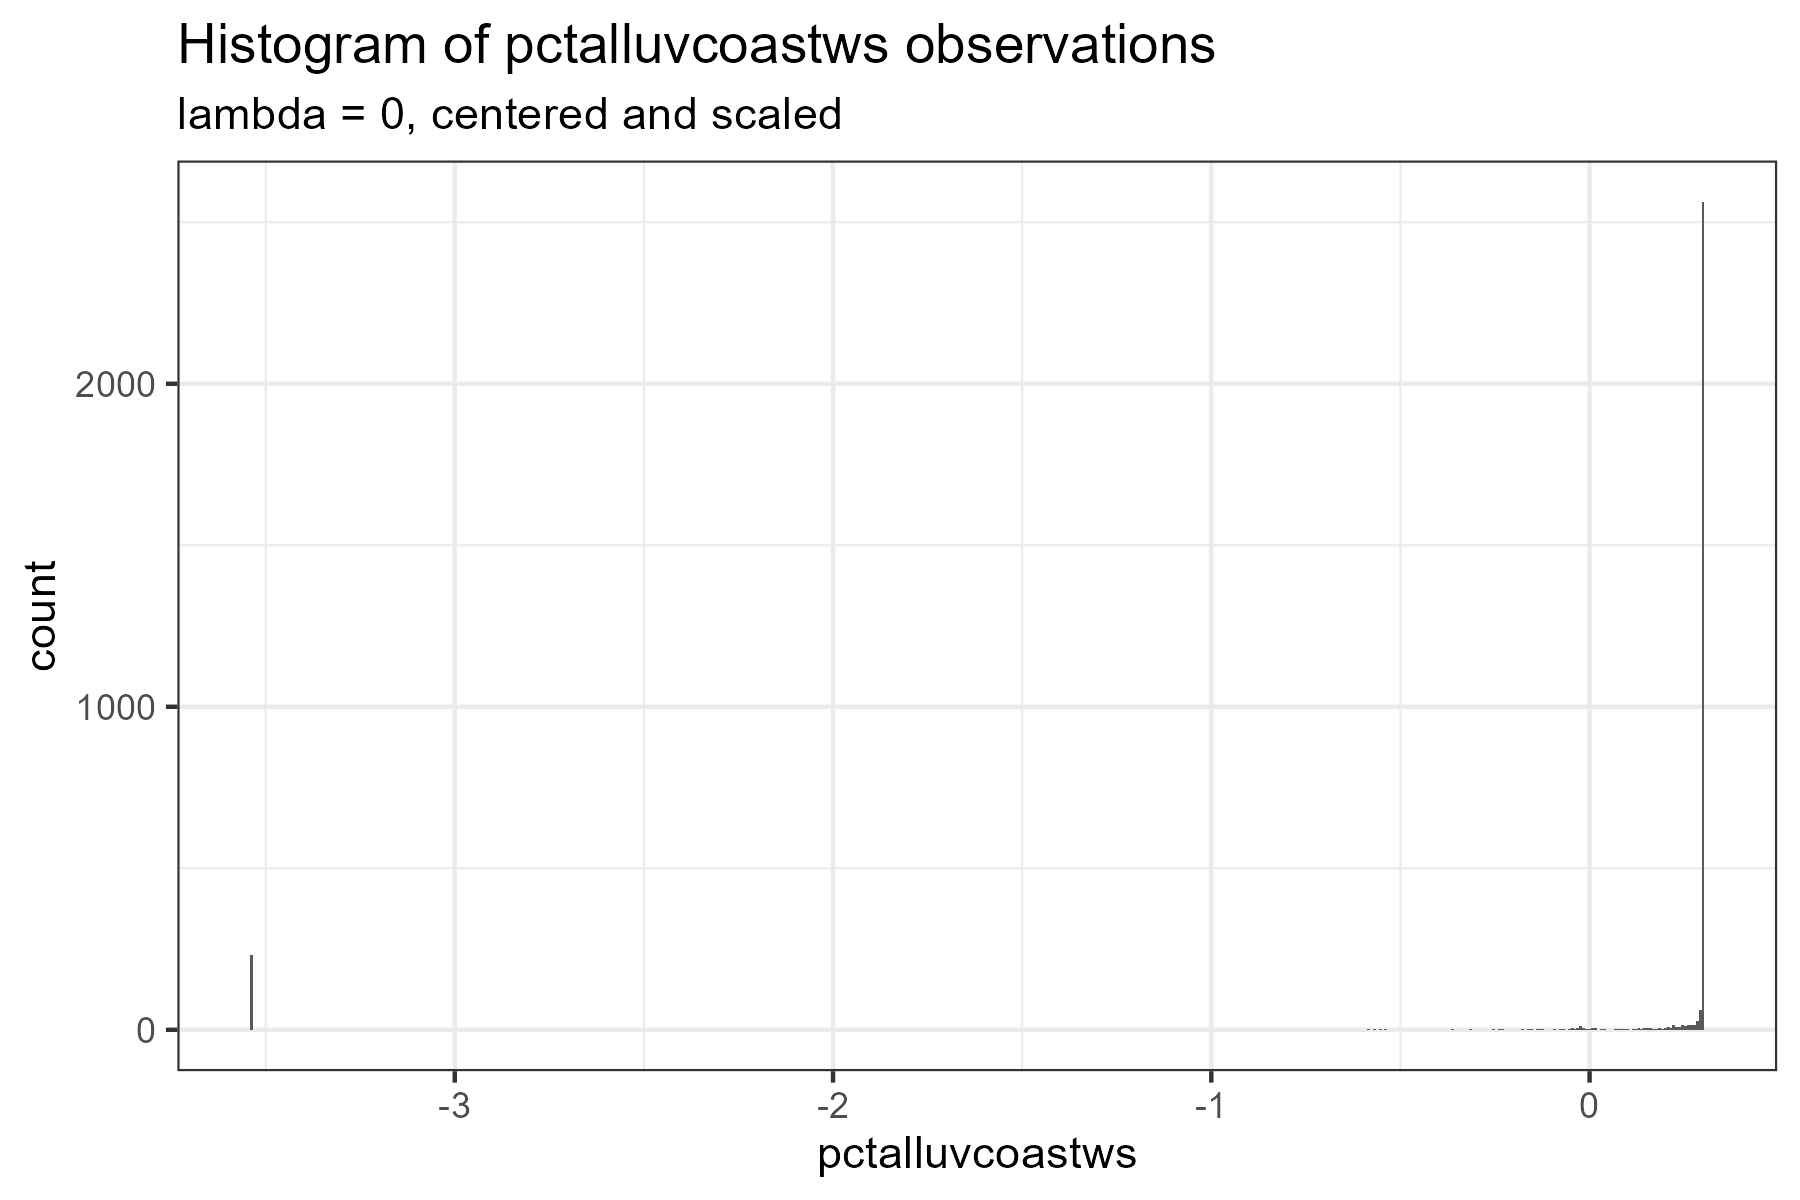 Histogram of pctalluvcoastws observations
lambda = 0, centered and scaled
count
2000
1000
0
-3
-2
-1
0
pctalluvcoastws